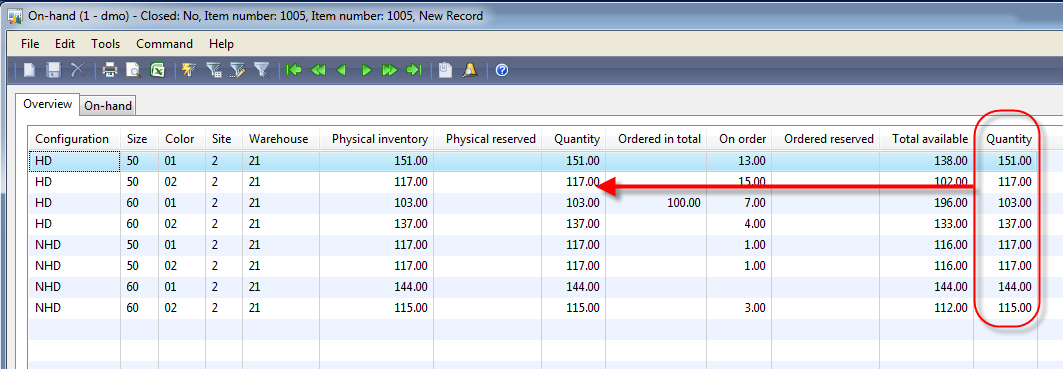 On-hand (1 - dmo) - Closed: No, Item number: 1005, Item number: 1005, New Record
File Edit Tools Command Help
Overview On-hand
Configuration Size Color Site Warehouse Physical inventory Physical reserved Quantity Ordered in total On order Ordered reserved Total available Quantity
HD 50 01 2 21 151.00 151.00 13.00 138.00 151.00
HD 50 02 2 21 117.00 117.00 15.00 102.00 117.00
HD 60 01 2 21 103.00 103.00 100.00 7.00 196.00 103.00
HD 60 02 2 21 137.00 137.00 4.00 133.00 137.00
NHD 50 01 2 21 117.00 117.00 1.00 116.00 117.00
NHD 50 02 2 21 117.00 117.00 1.00 116.00 117.00
NHD 60 01 2 21 144.00 144.00 144.00 144.00
NHD 60 02 2 21 115.00 115.00 3.00 112.00 115.00